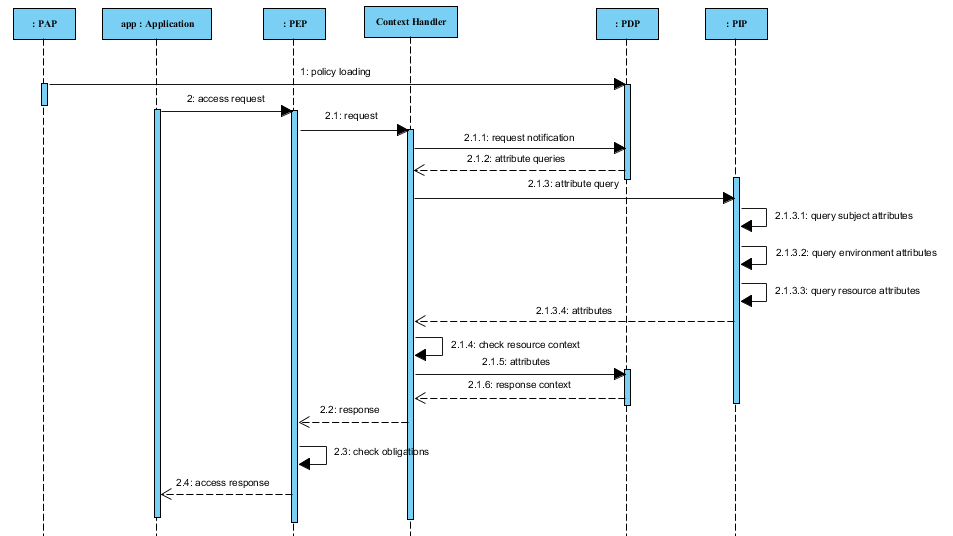 : PAP
app : Application
: PEP
Context Handler
: PDP
: PIP
1: policy loading
2: access request
2.1: request
2.1.1: request notification
2.1.2: attribute queries
2.1.3: attribute query
2.1.3.1: query subject attributes
2.1.3.2: query environment attributes
2.1.3.3: query resource attributes
2.1.3.4: attributes
2.1.4: check resource context
2.1.5: attributes
2.1.6: response context
2.2: response
2.3: check obligations
2.4: access response